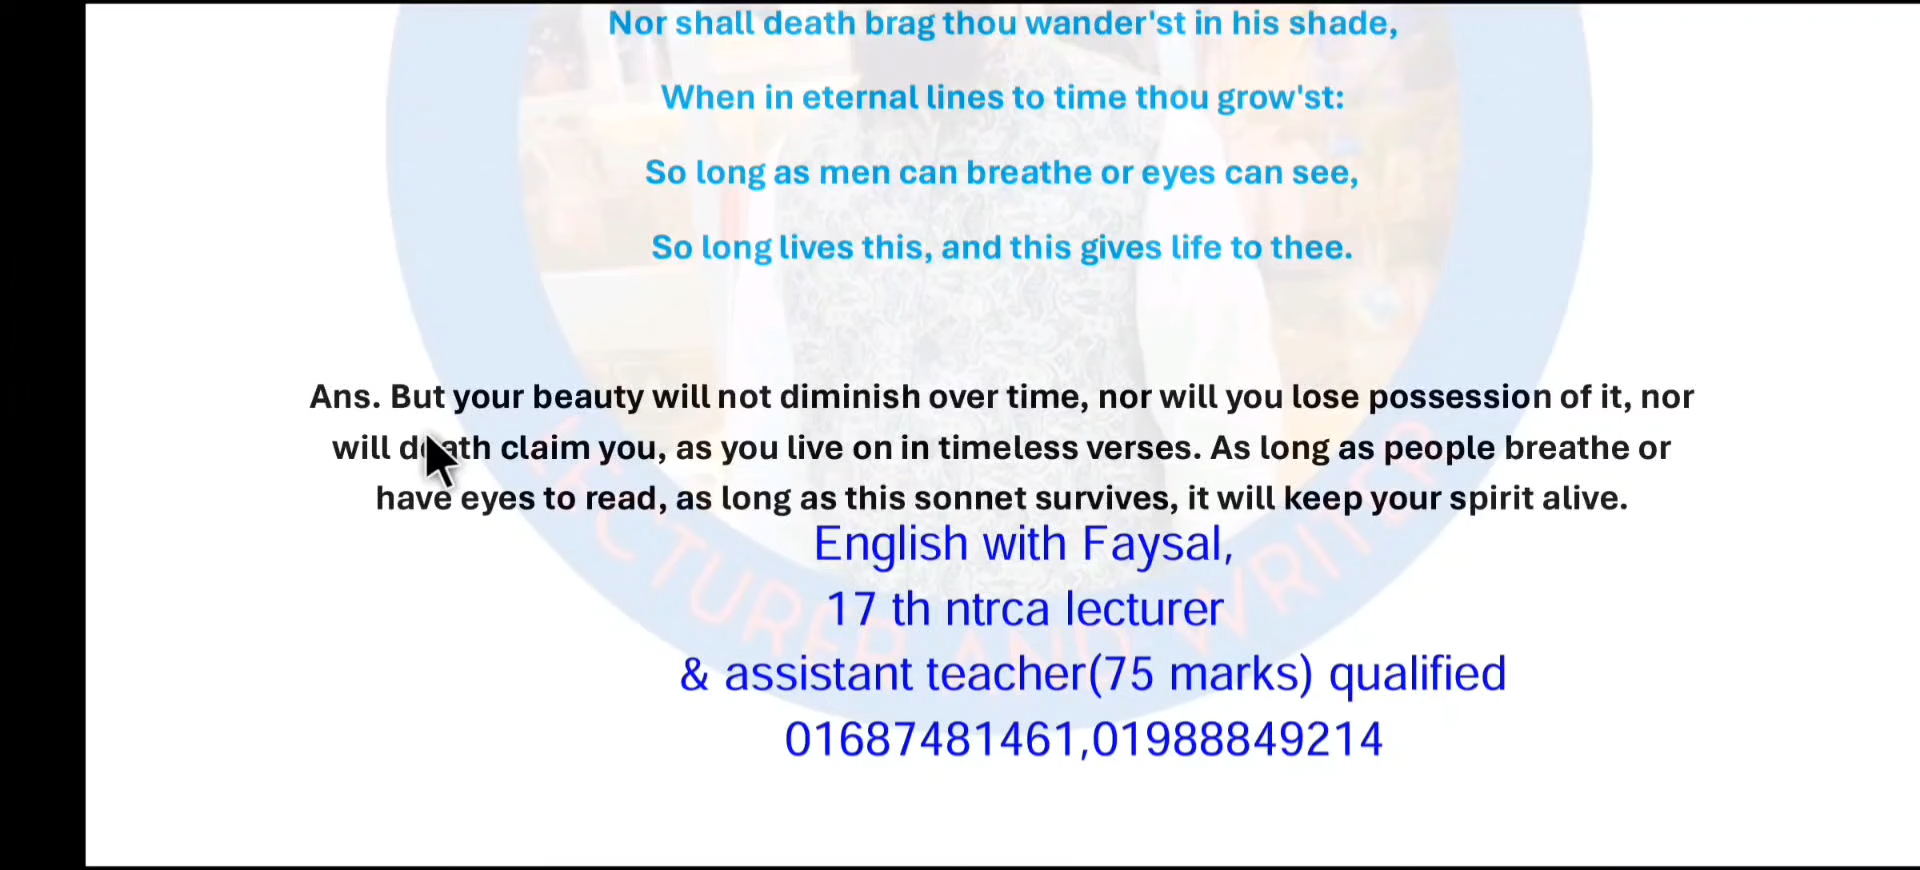 Nor shall death brag thou wander'st in his shade,
When in eternal lines to time thou grow'st:
So long as men can breathe or eyes can see,
So long lives this, and this gives life to thee.
Ans. But your beauty will not diminish over time, nor will you lose possession of it, nor
will death claim you, as you live on in timeless verses. As long as people breathe or
have eyes to read, as long as this sonnet survives, it will keep your spirit alive.
English with Faysal,
17 th ntrca lecturer
& assistant teacher(75 marks) qualified
01687481461,01988849214
LECTURER AND WRITER